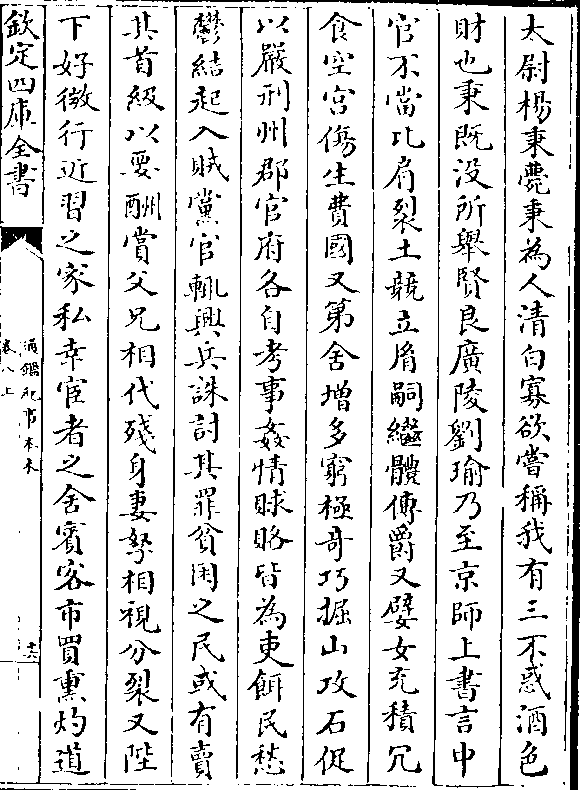 太尉楊秉薨秉為人清白寡欲嘗稱我有三不惑酒色
財也秉既没所舉賢良廣陵劉瑜乃至京師上書言中
官不當比肩裂土競立胤嗣繼體傳爵又嬖女充積冗
食空宫傷生費國又第舍增多窮極奇巧掘山攻石促
以嚴刑州郡官府各自考事姦情賕賂皆為吏餌民愁
鬱結起入賊黨官輒興兵誅討其罪貧困之民或有賣
其首級以要酬賞父兄相代殘身妻孥相視分裂又陛
下好微行近習之家私幸宦者之舍賓客市買熏灼道
欽定四庫全書
通鑑紀事本末
卷八上